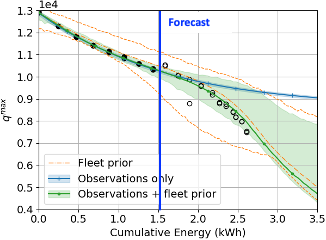 1e4
Forecast
1.3
1.2
1.1
1.0
0.9
0.8
0.7
0.6
0.5
0.4
q^max
Fleet prior
Observations only
Observations + fleet prior
0.0 0.5 1.0 1.5 2.0 2.5 3.0 3.5
Cumulative Energy (kWh)